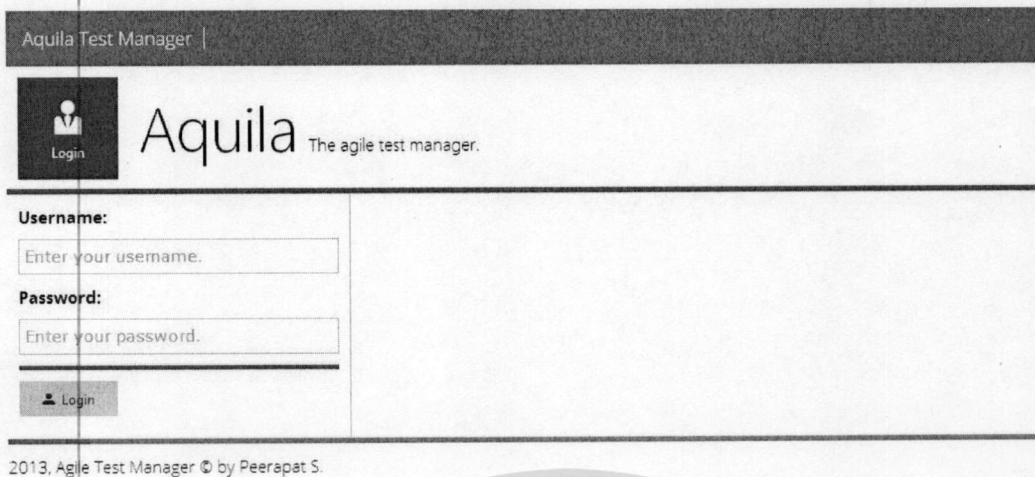 Aquila Test Manager
Login
Aquila The agile test manager.
Username:
Enter your username.
Password:
Enter your password.
Login
2013, Agile Test Manager © by Peerapat S.